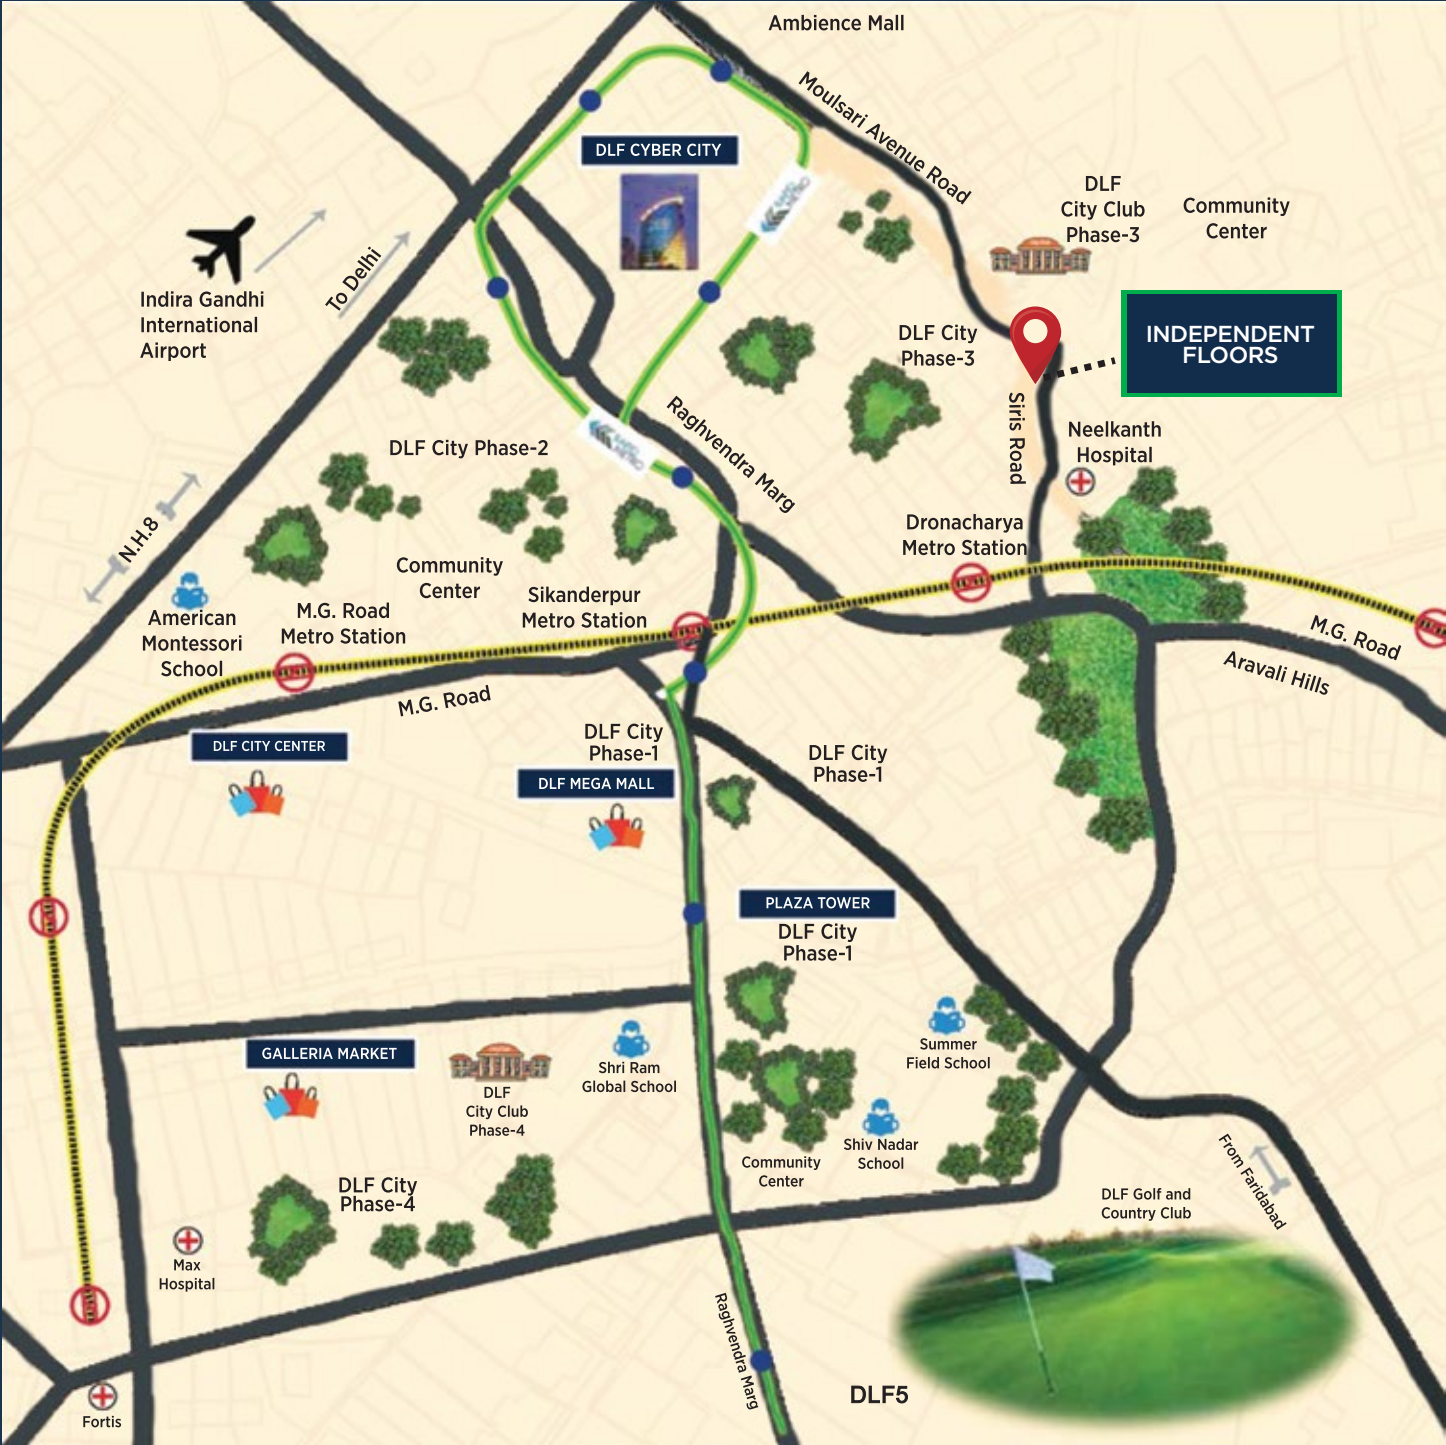 Ambience Mall
Moulsari Avenue Road
DLF CYBER CITY
DLF
City Club
Phase-3
Community
Center
To Delhi
Indira Gandhi
International
Airport
INDEPENDENT
FLOORS
DLF City
Phase-3
Siris Road
Raghvendra Marg
Neelkanth
Hospital
DLF City Phase-2
N.H.8
Dronacharya
Metro Station
Community
Center
Sikanderpur
Metro Station
American
Montessori
School
M.G. Road
Metro Station
M.G. Road
Aravali Hills
M.G. Road
DLF CITY CENTER
DLF City
Phase-1
DLF MEGA MALL
DLF City
Phase-1
PLAZA TOWER
DLF City
Phase-1
GALLERIA MARKET
DLF
City Club
Phase-4
Shri Ram
Global School
Summer
Field School
Shiv Nadar
School
Community
Center
DLF City
Phase-4
Max
Hospital
DLF Golf and
Country Club
From Faridabad
Raghvendra Marg
DLF5
Fortis